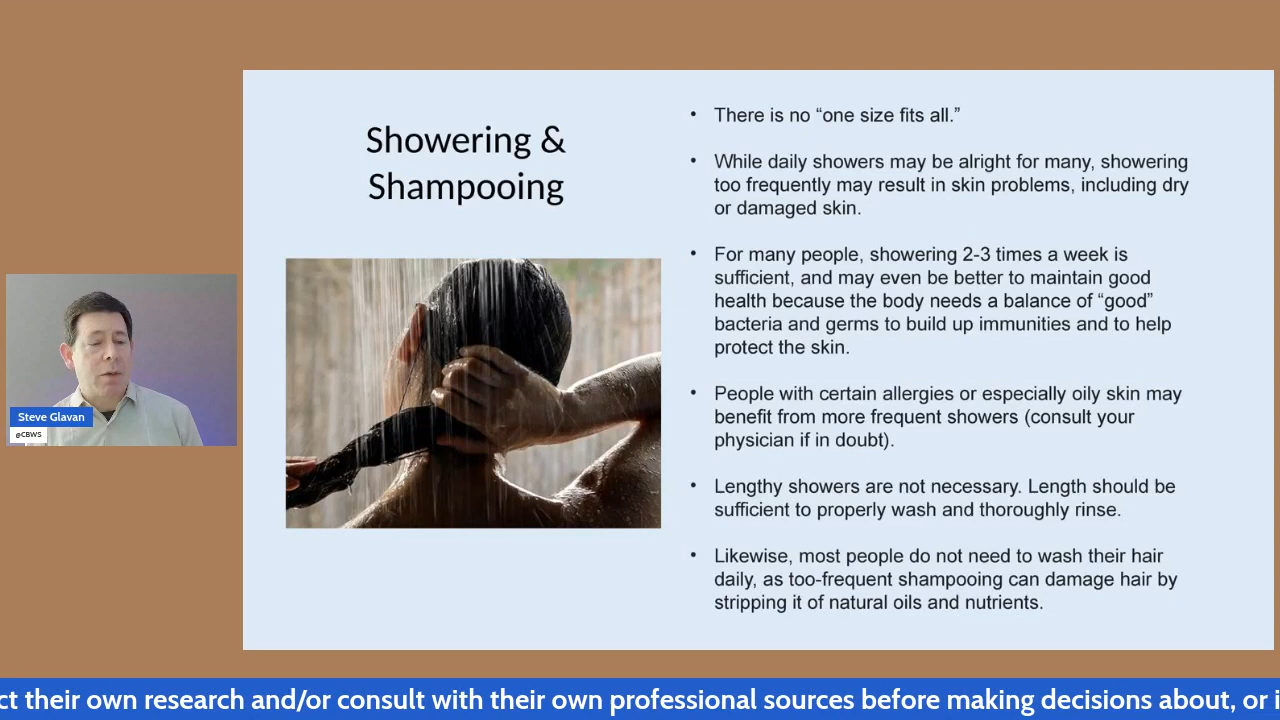 Showering &
Shampooing
• There is no “one size fits all.”
• While daily showers may be alright for many, showering
too frequently may result in skin problems, including dry
or damaged skin.
• For many people, showering 2-3 times a week is
sufficient, and may even be better to maintain good
health because the body needs a balance of “good”
bacteria and germs to build up immunities and to help
protect the skin.
• People with certain allergies or especially oily skin may
benefit from more frequent showers (consult your
physician if in doubt).
• Lengthy showers are not necessary. Length should be
sufficient to properly wash and thoroughly rinse.
• Likewise, most people do not need to wash their hair
daily, as too-frequent shampooing can damage hair by
stripping it of natural oils and nutrients.
Steve Glavan
@CBWS
ct their own research and/or consult with their own professional sources before making decisions about, or i